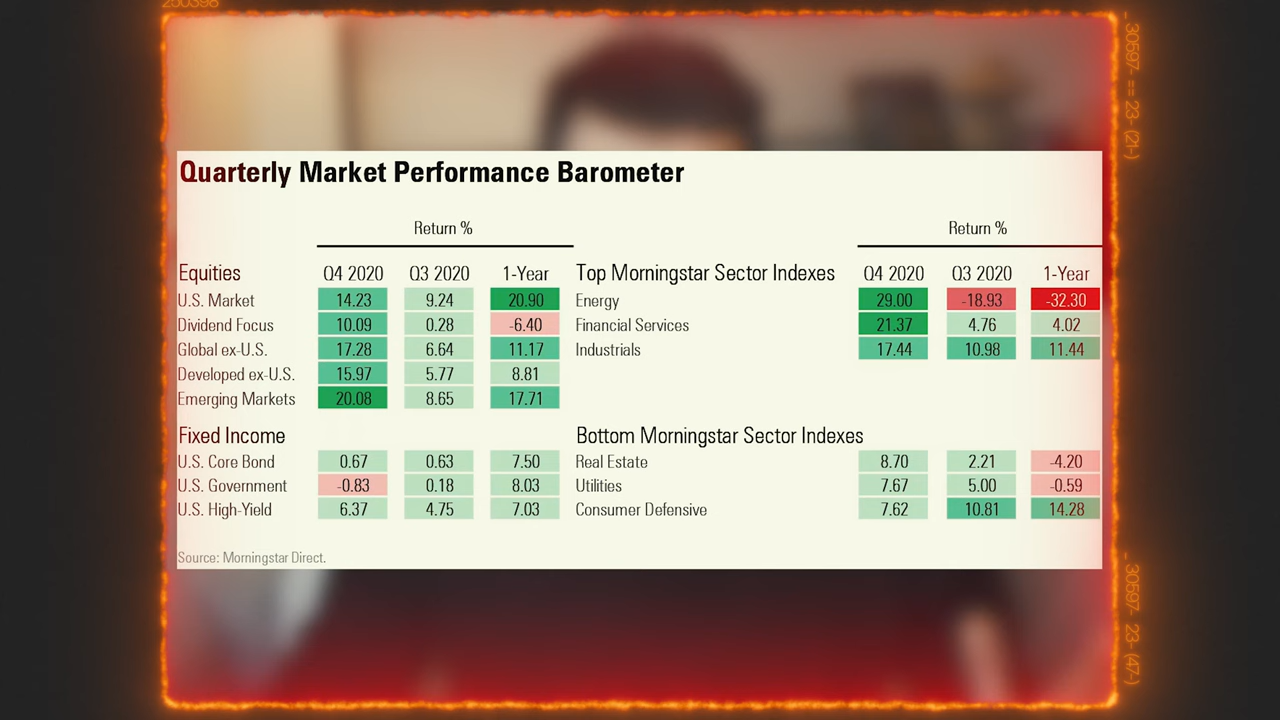 250398
Quarterly Market Performance Barometer
Return %
Equities Q4 2020 Q3 2020 1-Year
U.S. Market 14.23 9.24 20.90
Dividend Focus 10.09 0.28 -6.40
Global ex-U.S. 17.28 6.64 11.17
Developed ex-U.S. 15.97 5.77 8.81
Emerging Markets 20.08 8.65 17.71
Fixed Income
U.S. Core Bond 0.67 0.63 7.50
U.S. Government -0.83 0.18 8.03
U.S. High-Yield 6.37 4.75 7.03
Return %
Top Morningstar Sector Indexes Q4 2020 Q3 2020 1-Year
Energy 29.00 -18.93 -32.30
Financial Services 21.37 4.76 4.02
Industrials 17.44 10.98 11.44
Bottom Morningstar Sector Indexes
Real Estate 8.70 2.21 -4.20
Utilities 7.67 5.00 -0.59
Consumer Defensive 7.62 10.81 14.28
Source: Morningstar Direct.
_30597- == 23- (21-)
_30597- 23- (47-)